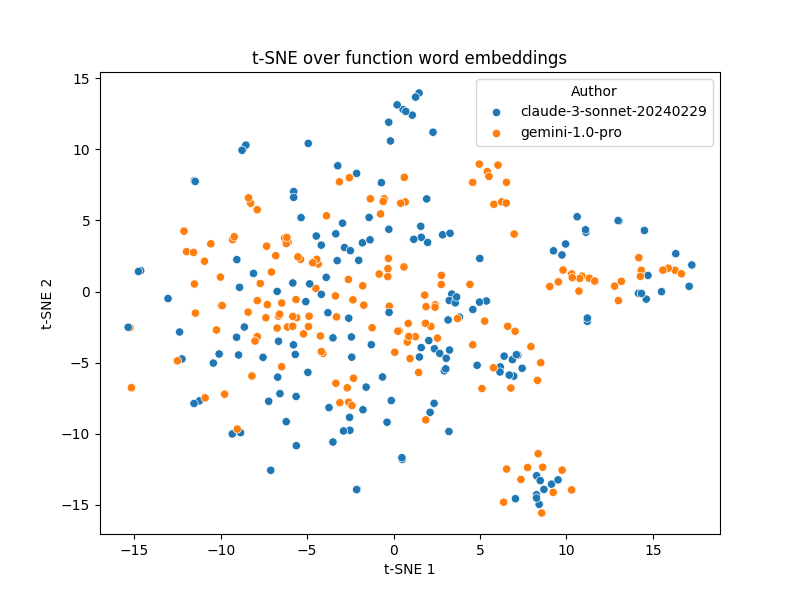 t-SNE over function word embeddings
Author
claude-3-sonnet-20240229
gemini-1.0-pro
15
10
5
0
−5
−10
−15
t-SNE 2
−15
−10
−5
0
5
10
15
t-SNE 1